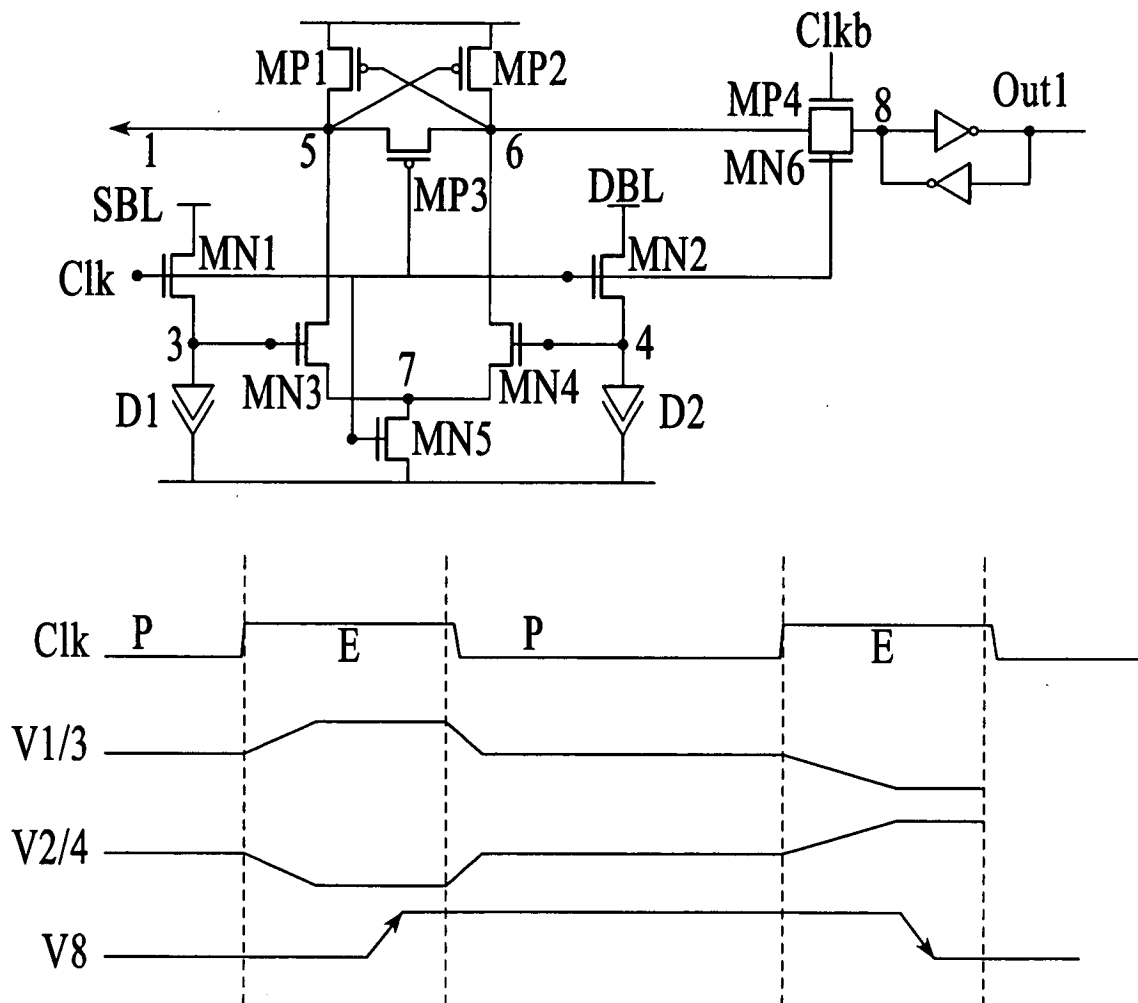 Clkb
MP1
MP2
MP4
8
Out1
1
5
6
MN6
MP3
SBL
DBL
MN1
MN2
Clk
3
4
7
MN3
MN4
D1
D2
MN5
Clk P E P E
V1/3
V2/4
V8